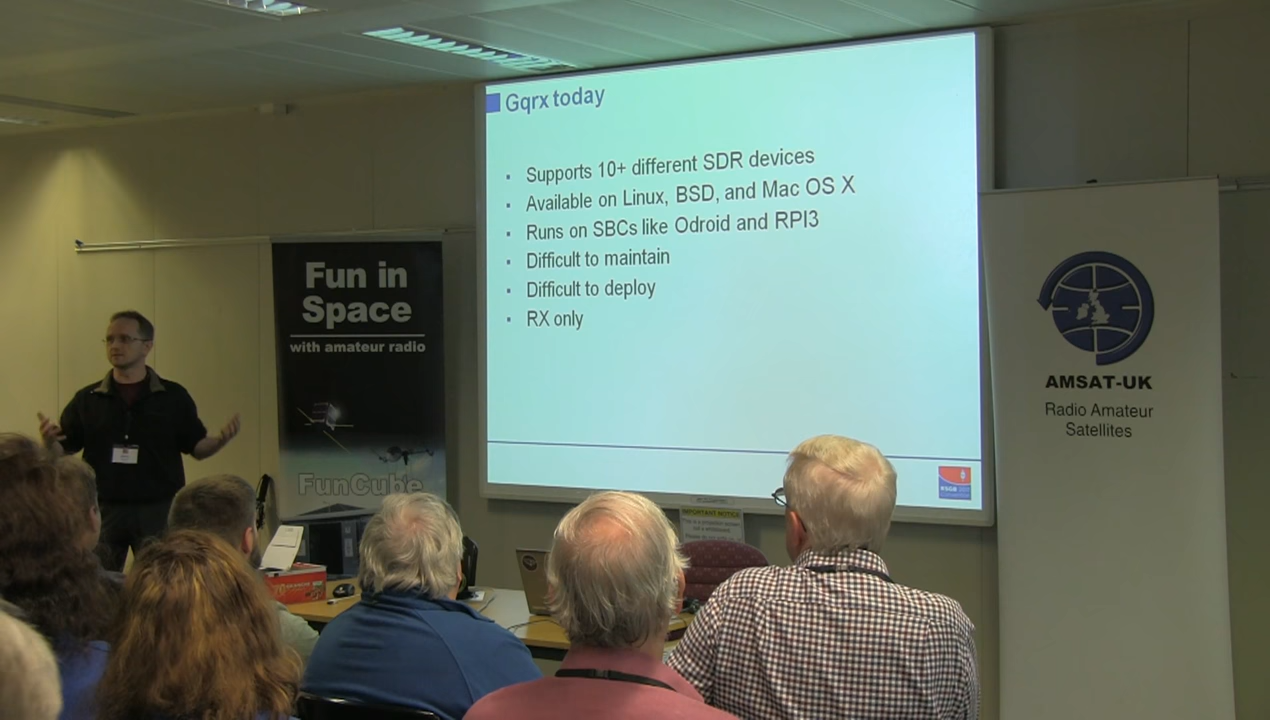 Gqrx today
Supports 10+ different SDR devices
Available on Linux, BSD, and Mac OS X
Runs on SBCs like Odroid and RPI3
Difficult to maintain
Difficult to deploy
RX only
Fun in
Space
with amateur radio
FunCube
AMSAT-UK
Radio Amateur
Satellites
IMPORTANT NOTICE